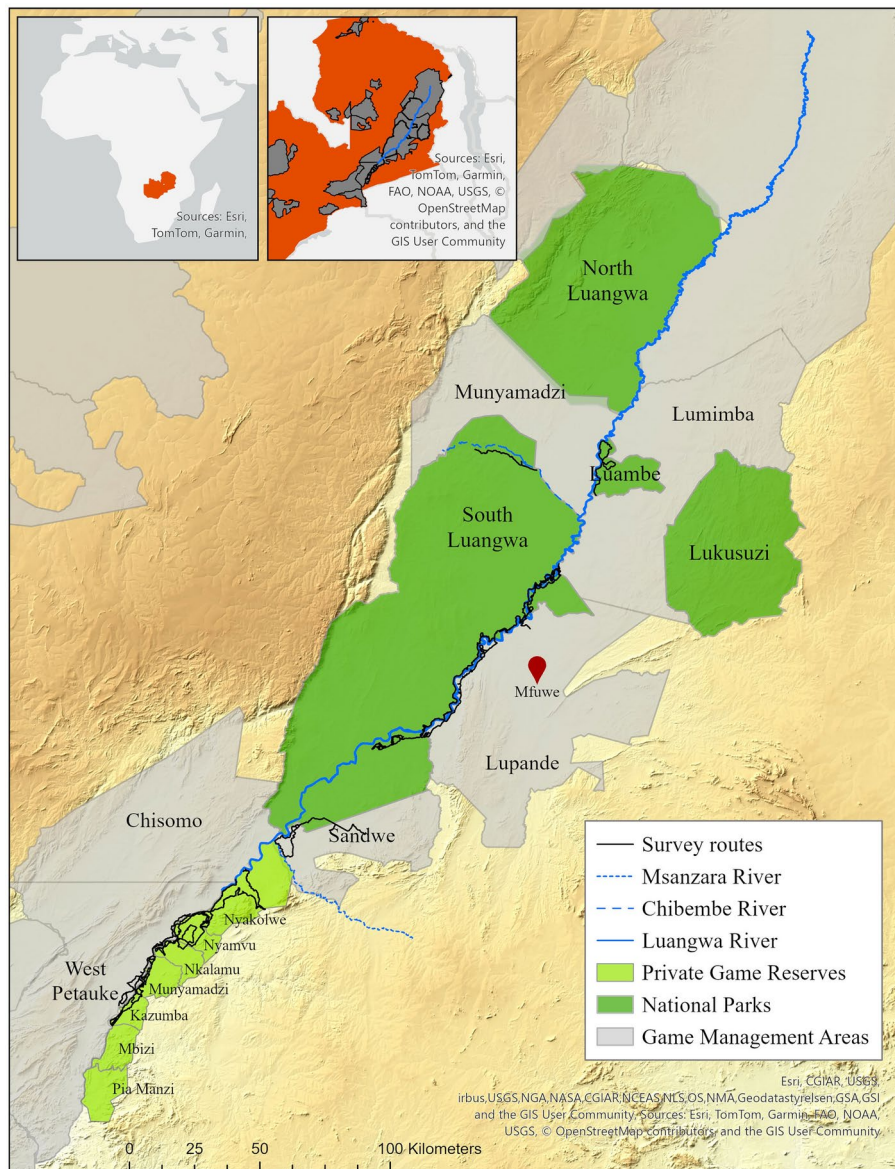 Sources: Esri,
TomTom, Garmin,
Sources: Esri,
TomTom, Garmin,
FAO, NOAA, USGS, ©
OpenStreetMap
contributors, and the
GIS User Community
North
Luangwa
Munyamadzi
Lumimba
Luambe
South
Luangwa
Lukusuzi
Mfuwe
Lupande
Chisomo
Sandwe
Nyakolwe
Nyamvu
Nkalamu
West
Petauke
Munyamadzi
Kazumba
Mbizi
Pia Manzi
Survey routes
Msanzara River
Chibembe River
Luangwa River
Private Game Reserves
National Parks
Game Management Areas
Esri, CGIAR, USGS,
irbus,USGS,NGA,NASA,CGIAR,NCEAS,NLS,OS,NMA,Geodatastyrelsen,GSA,GSI
and the GIS User Community, Sources: Esri, TomTom, Garmin, FAO, NOAA,
USGS, © OpenStreetMap contributors, and the GIS User Community
0 25 50 100 Kilometers